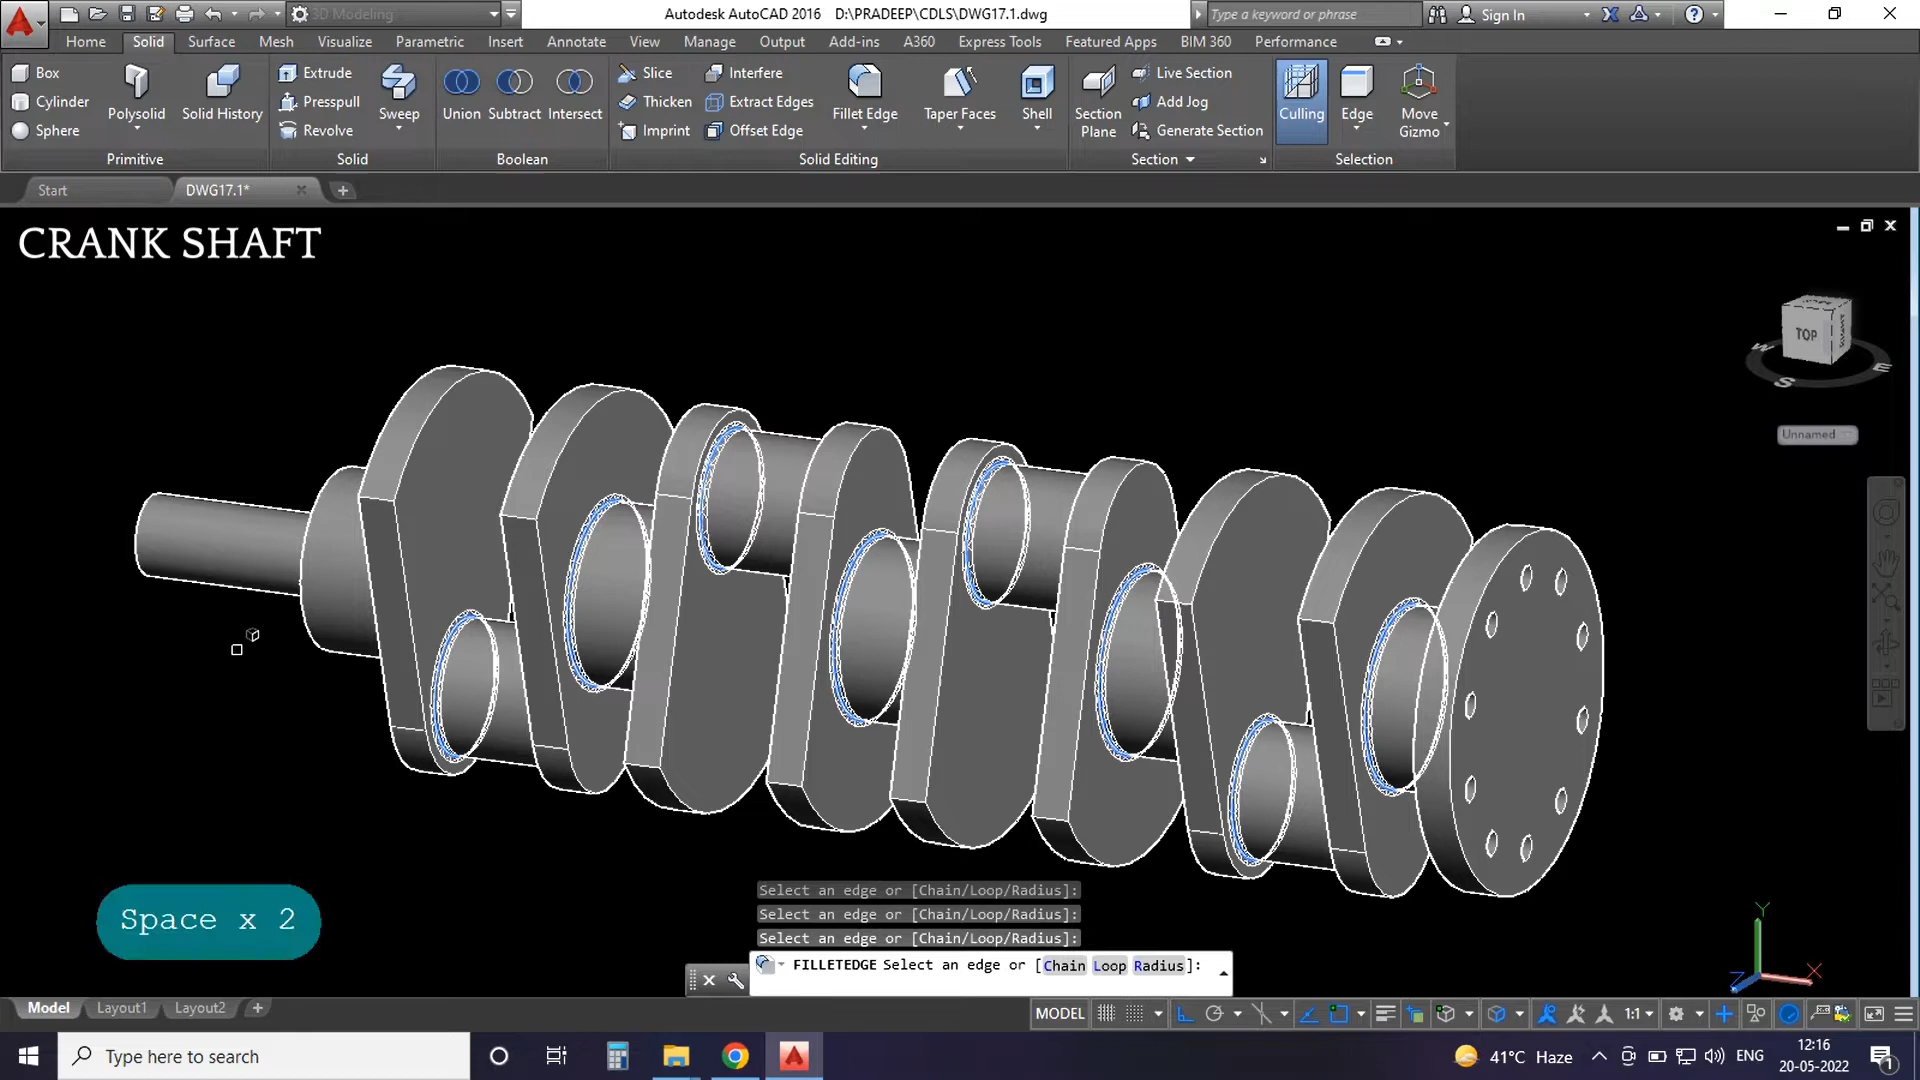 3D Modeling
Autodesk AutoCAD 2016 D:\PRADEEP\CDLS\DWG17.1.dwg
Type a keyword or phrase
Sign In
Home Solid Surface Mesh Visualize Parametric Insert Annotate View Manage Output Add-ins A360 Express Tools Featured Apps BIM 360 Performance
Box
Cylinder
Sphere
Polysolid
Solid History
Primitive
Extrude
Presspull
Revolve
Sweep
Solid
Union
Subtract
Intersect
Boolean
Slice
Thicken
Imprint
Interfere
Extract Edges
Offset Edge
Fillet Edge
Taper Faces
Shell
Solid Editing
Section
Plane
Live Section
Add Jog
Generate Section
Section
Culling
Edge
Move
Gizmo
Selection
Start
DWG17.1*
CRANK SHAFT
TOP
RIGHT
W
S
E
Unnamed
Space x 2
Select an edge or [Chain/Loop/Radius]:
Select an edge or [Chain/Loop/Radius]:
Select an edge or [Chain/Loop/Radius]:
FILLETEDGE Select an edge or [Chain Loop Radius]:
Y
X
Z
Model Layout1 Layout2
MODEL
1:1
Type here to search
41°C Haze
ENG
12:16
20-05-2022
1